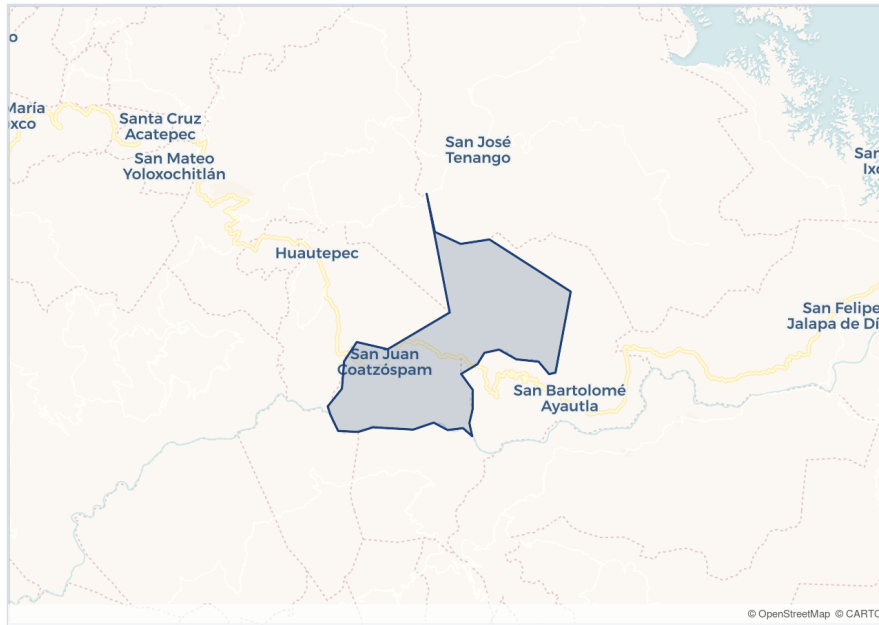 o
María
xco
Santa Cruz
Acatepec
San Mateo
Yoloxochitlán
San José
Tenango
San
Ixc
Huautepec
San Felipe
Jalapa de Dí
San Juan
Coatzóspam
San Bartolomé
Ayautla
© OpenStreetMap © CARTO